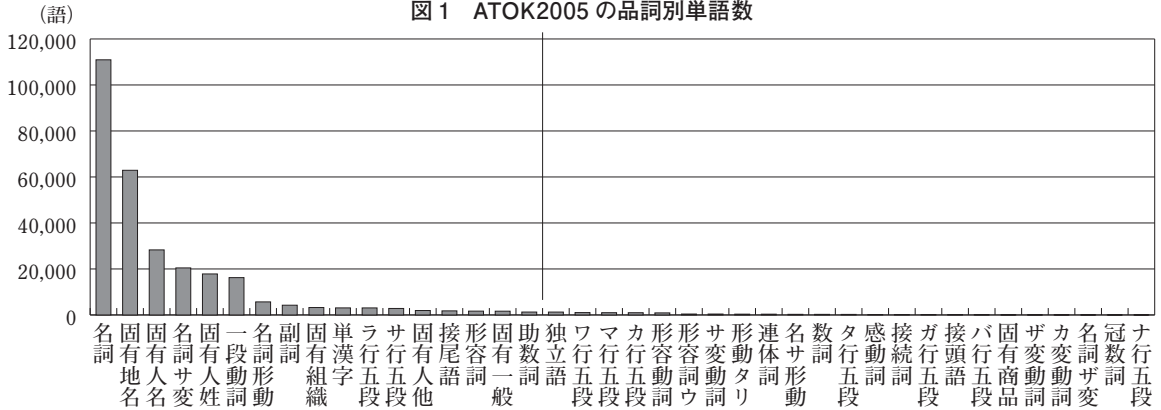 図1 ATOK2005の品詞別単語数
(語)
120,000
100,000
80,000
60,000
40,000
20,000
0
名詞
固有地名
固有人名
名詞サ変
固有人姓
一段動詞
名詞形動
副詞
固有組織
単漢字
ラ行五段
サ行五段
固有人他
接尾語
形容詞
固有一般
助数詞
独立語
ワ行五段
マ行五段
カ行五段
形容動詞
形容詞ウ
サ変動詞
形動タリ
連体詞
名サ形動
数詞
タ行五段
感動詞
接続詞
ガ行五段
接頭語
バ行五段
固有商品
ザ変動詞
カ変動詞
名詞ザ変
冠数詞
ナ行五段